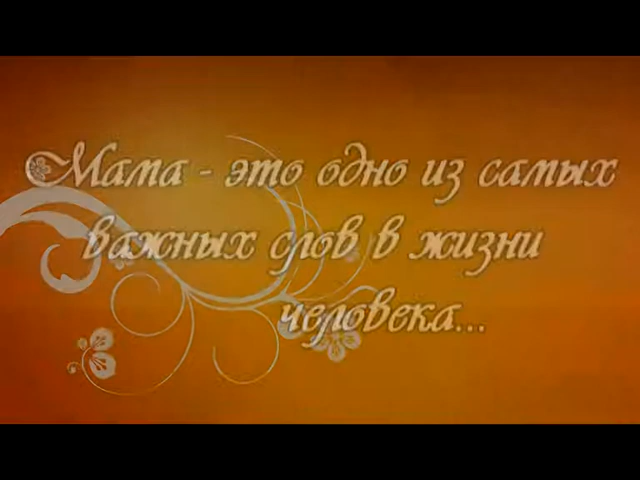 Мама - это одно из самых
важных слов в жизни
человека...